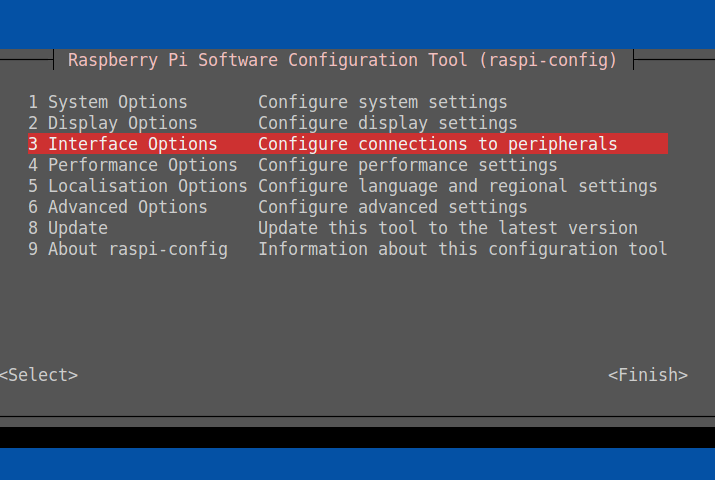 Raspberry Pi Software Configuration Tool (raspi-config)
1 System Options Configure system settings
2 Display Options Configure display settings
3 Interface Options Configure connections to peripherals
4 Performance Options Configure performance settings
5 Localisation Options Configure language and regional settings
6 Advanced Options Configure advanced settings
8 Update Update this tool to the latest version
9 About raspi-config Information about this configuration tool
<Select> <Finish>